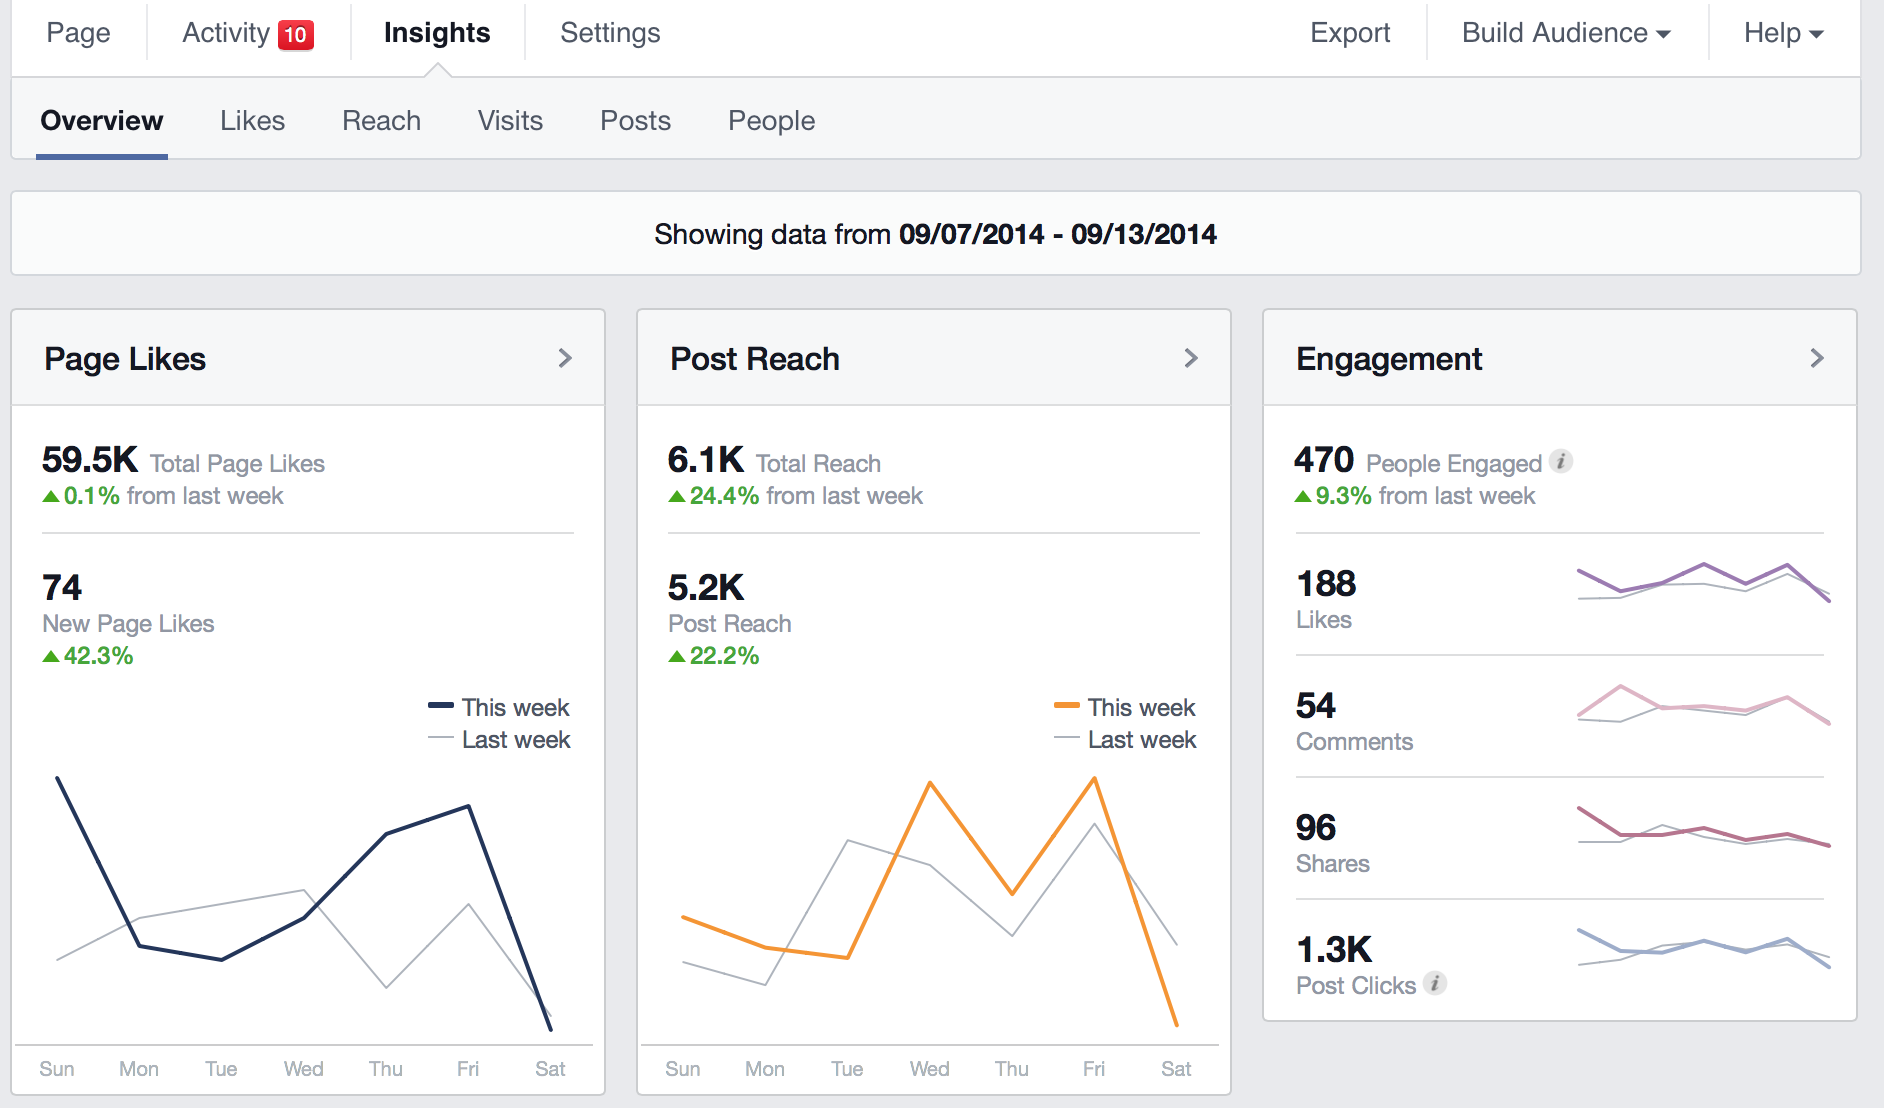 Page Activity 10 Insights Settings Export Build Audience Help
Overview Likes Reach Visits Posts People
Showing data from 09/07/2014 - 09/13/2014
Page Likes
59.5K Total Page Likes
0.1% from last week
74
New Page Likes
42.3%
This week
Last week
Sun Mon Tue Wed Thu Fri Sat
Post Reach
6.1K Total Reach
24.4% from last week
5.2K
Post Reach
22.2%
This week
Last week
Sun Mon Tue Wed Thu Fri Sat
Engagement
470 People Engaged i
9.3% from last week
188
Likes
54
Comments
96
Shares
1.3K
Post Clicks i